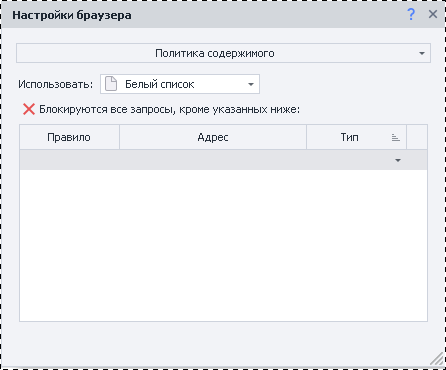 Настройки браузера
Политика содержимого
Использовать: Белый список
Блокируются все запросы, кроме указанных ниже:
Правило Адрес Тип